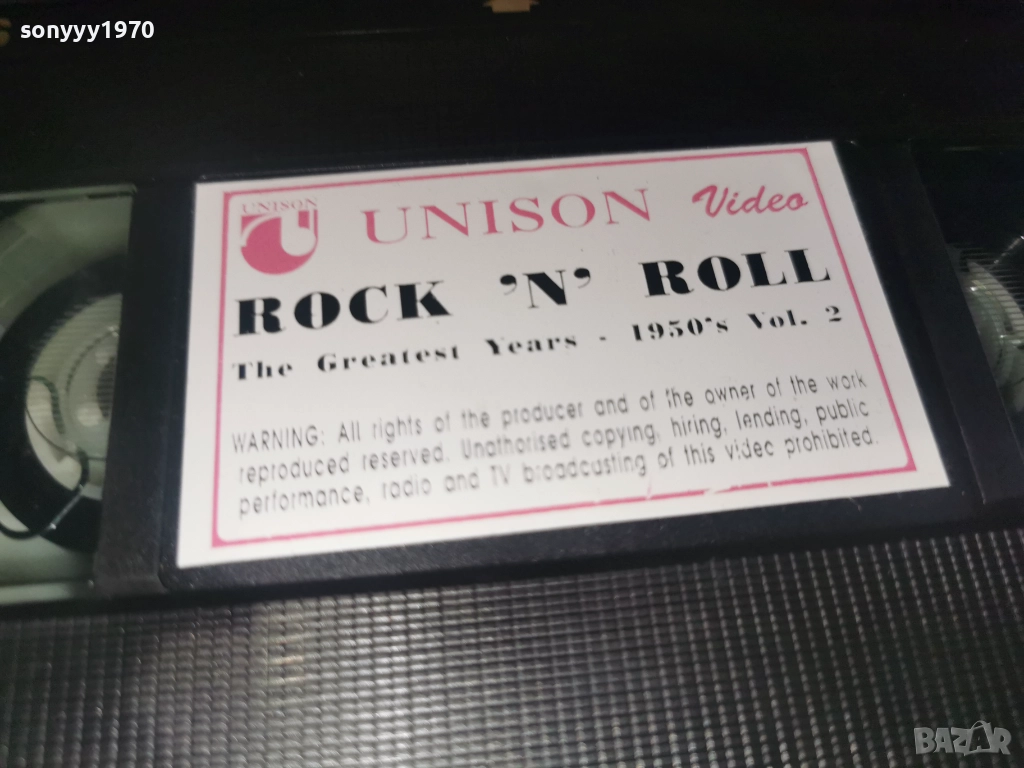 sonyyy1970
UNISON
UNISON Video
ROCK 'N' ROLL
The Greatest Years - 1950's Vol. 2
WARNING: All rights of the producer and of the owner of the work
reproduced reserved. Unathorised copying, hiring, lending, public
performance, radio and TV broadcasting of this video prohibited.
BAZAR